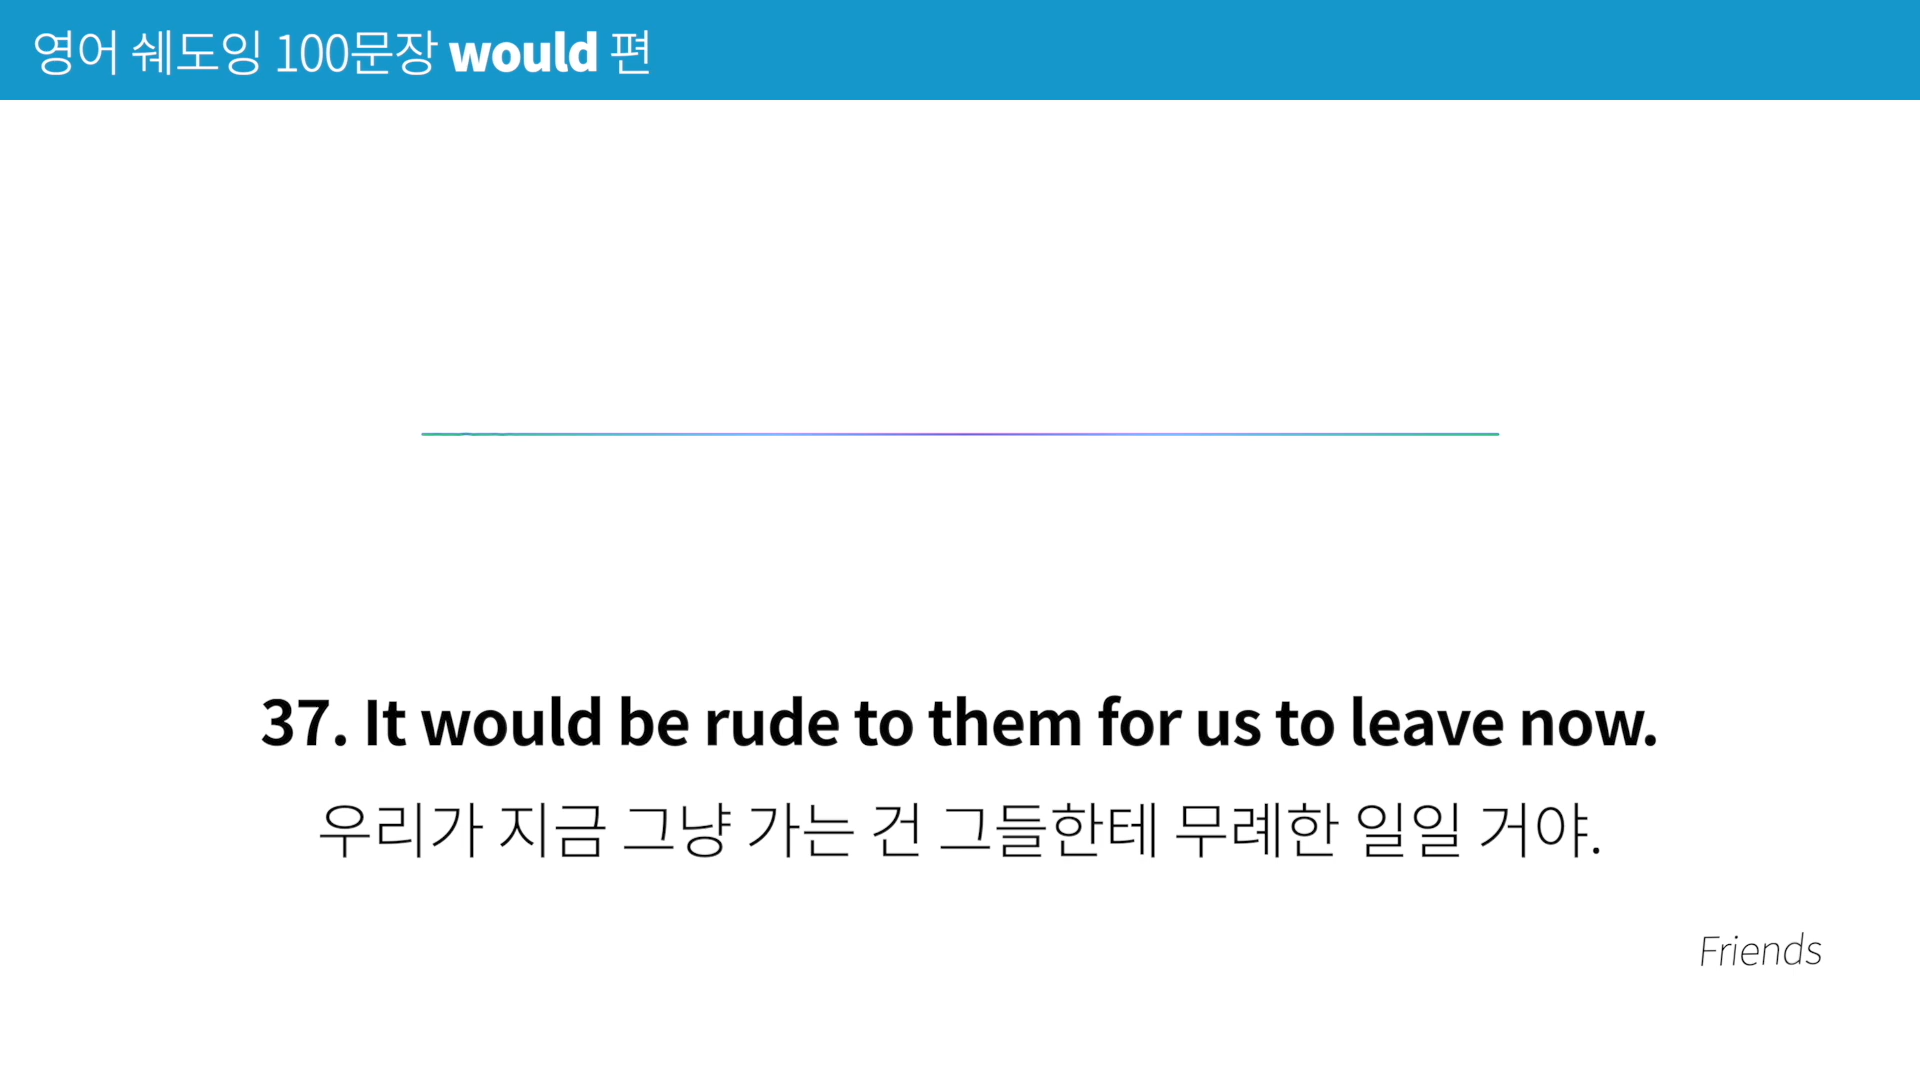 영어 쉐도잉 100문장 would 편
37. It would be rude to them for us to leave now.
우리가 지금 그냥 가는 건 그들한테 무례한 일일 거야.
Friends